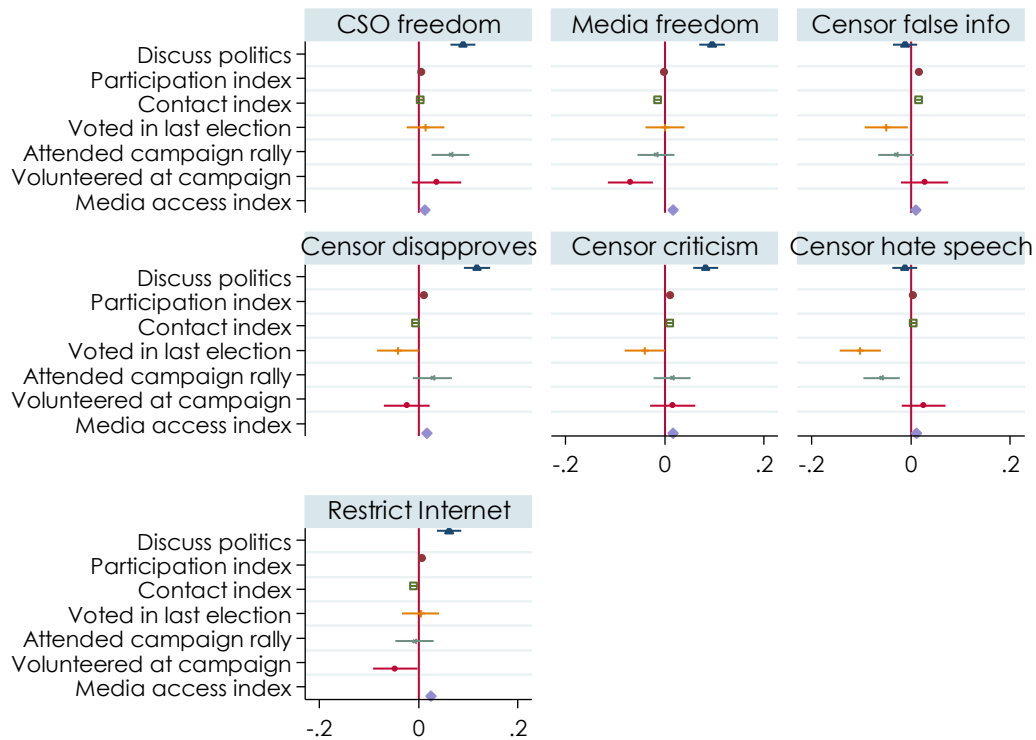 CSO freedom
Media freedom
Censor false info
Discuss politics
Participation index
Contact index
Voted in last election
Attended campaign rally
Volunteered at campaign
Media access index
Censor disapproves
Censor criticism
Censor hate speech
Discuss politics
Participation index
Contact index
Voted in last election
Attended campaign rally
Volunteered at campaign
Media access index
-.2 0 .2
-.2 0 .2
Restrict Internet
Discuss politics
Participation index
Contact index
Voted in last election
Attended campaign rally
Volunteered at campaign
Media access index
-.2 0 .2